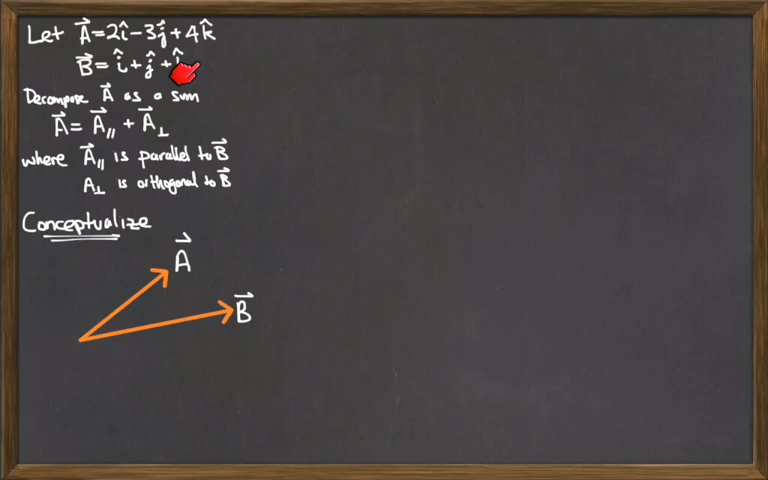 Let A⃗=2î-3ĵ+4k̂
B⃗= î+ĵ+
Decompose A⃗ as a sum
A⃗= A⃗∥ + A⃗⊥
where A⃗∥ is parallel to B⃗
A⊥ is orthogonal to B⃗
Conceptualize
A⃗
B⃗